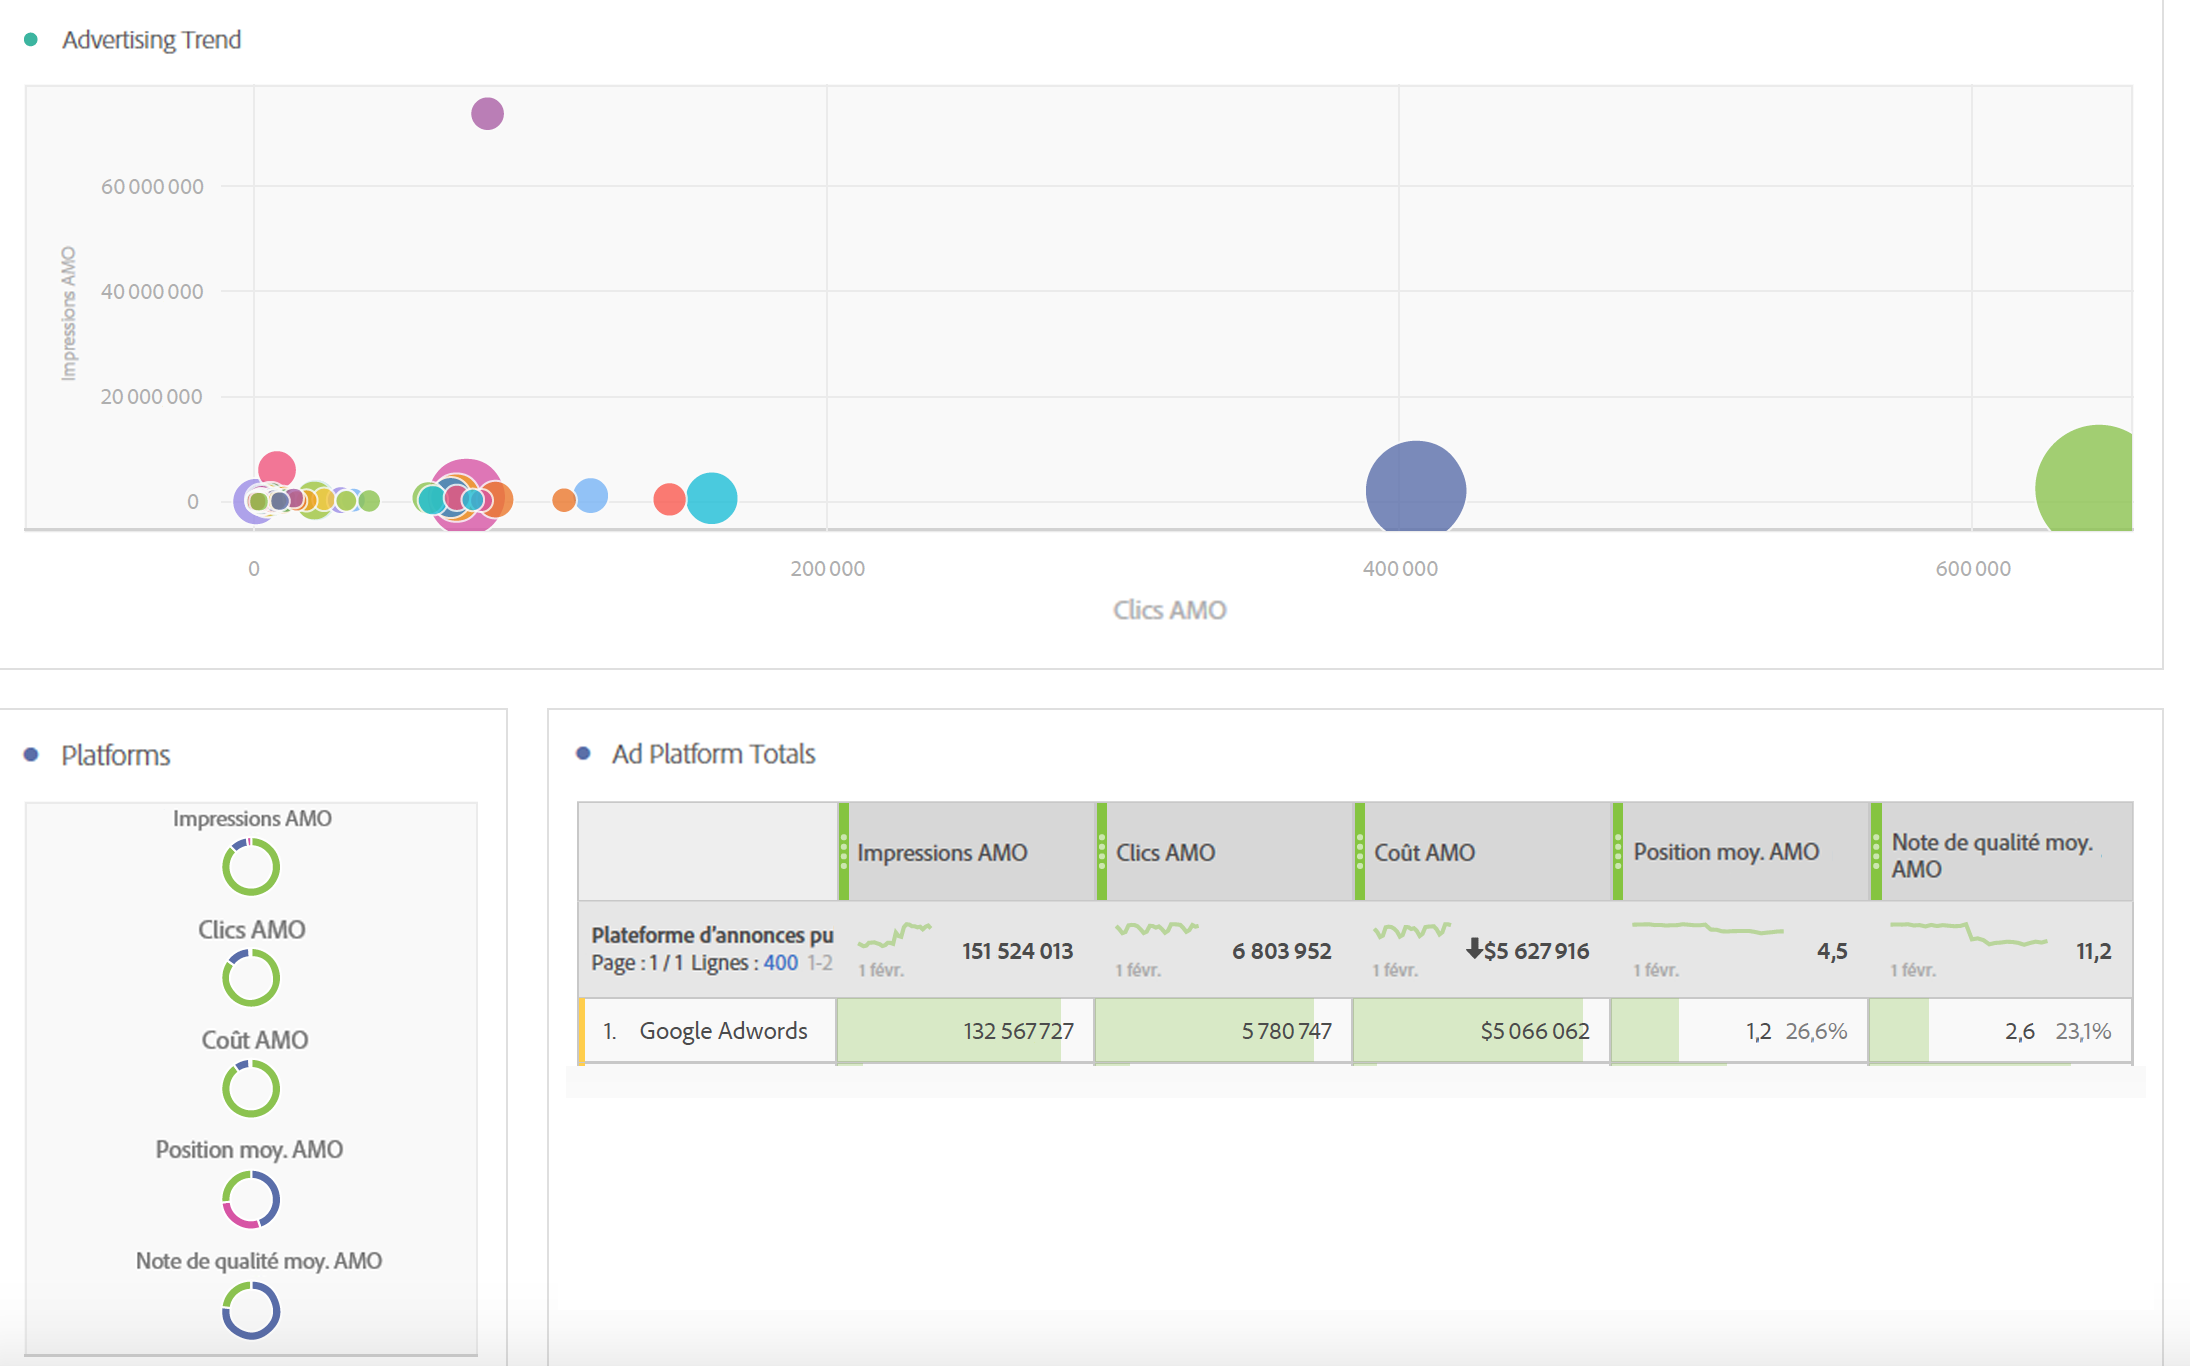 Advertising Trend
60 000 000
40 000 000
20 000 000
0
Impressions AMO
0
200 000
400 000
600 000
Clics AMO
Platforms
Impressions AMO
Clics AMO
Coût AMO
Position moy. AMO
Note de qualité moy. AMO
Ad Platform Totals
Impressions AMO
Clics AMO
Coût AMO
Position moy. AMO
Note de qualité moy.
AMO
Plateforme d'annonces pu
Page : 1 / 1 Lignes : 400 1-2
1 févr.
151 524 013
1 févr.
6 803 952
1 févr.
$5 627 916
1 févr.
4,5
1 févr.
11,2
1. Google Adwords
132 567 727
5 780 747
$5 066 062
1,2 26,6%
2,6 23,1%